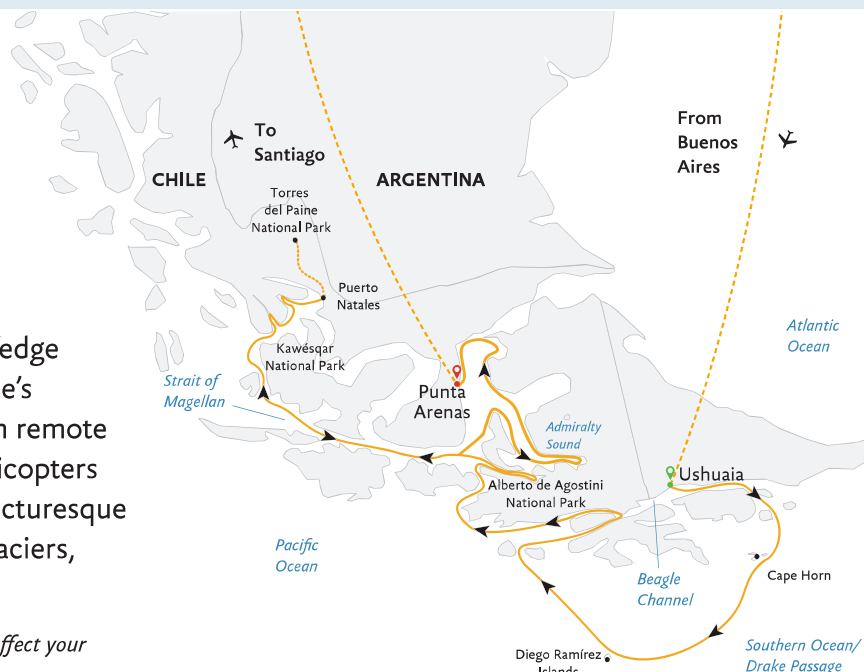 To
Santiago
From
Buenos
Aires
CHILE
ARGENTINA
Torres
del Paine
National Park
Puerto
Natales
Atlantic
Ocean
edge
Kawésqar
National Park
e’s
Strait of
Magellan
Punta
Arenas
remote
Admiralty
Sound
icopters
Ushuaia
Alberto de Agostini
National Park
cturesque
aciers,
Pacific
Ocean
Cape Horn
Beagle
Channel
ffect your
Southern Ocean/
Drake Passage
Diego Ramírez
Islands